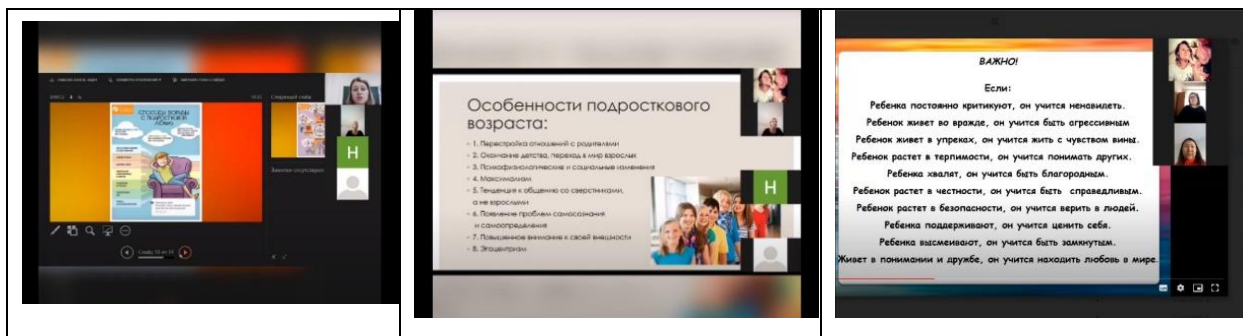 СПОСОБЫ БОРЬБЫ
С ПОДРОСТКОВОЙ
ЛЕНЬЮ
Н
Особенности подросткового
возраста:
- 1. Перестройка отношений с родителями
- 2. Окончание детства, переход в мир взрослых
- 3. Психофизиологические и социальные изменения
- 4. Максимализм
- 5. Тенденция к общению со сверстниками,
а не взрослыми
- 6. Появление проблем самосознания
и самоопределения
- 7. Повышенное внимание к своей внешности
- 8. Эгоцентризм
Н
ВАЖНО!
Если:
Ребенка постоянно критикуют, он учится ненавидеть.
Ребенок живет во вражде, он учится быть агрессивным
Ребенок живет в упреках, он учится жить с чувством вины.
Ребенок растет в терпимости, он учится понимать других.
Ребенка хвалят, он учится быть благородным.
Ребенок растет в честности, он учится быть справедливым.
Ребенок растет в безопасности, он учится верить в людей.
Ребенка поддерживают, он учится ценить себя.
Ребенка высмеивают, он учится быть замкнутым.
Живет в понимании и дружбе, он учится находить любовь в мире.